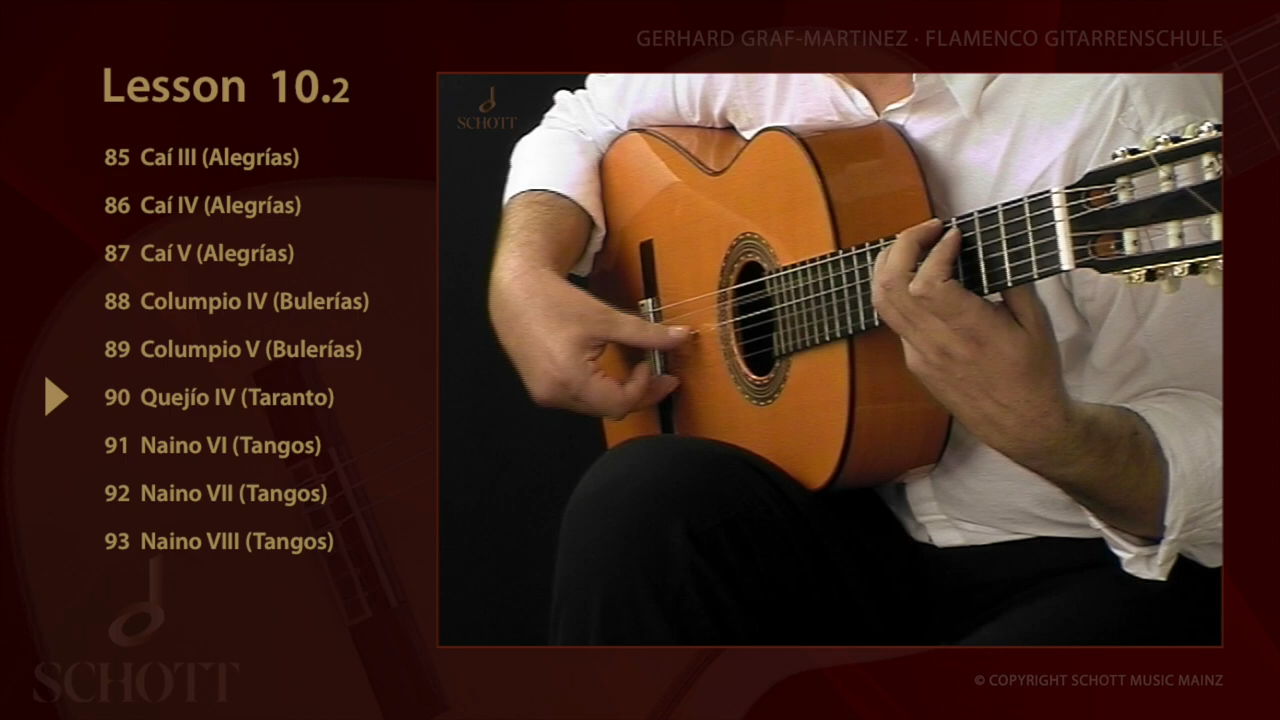 GERHARD GRAF-MARTINEZ · FLAMENCO GITARRENSCHULE
Lesson 10.2
85 Caí III (Alegrías)
86 Caí IV (Alegrías)
87 Caí V (Alegrías)
88 Columpio IV (Bulerías)
89 Columpio V (Bulerías)
90 Quejío IV (Taranto)
91 Naino VI (Tangos)
92 Naino VII (Tangos)
93 Naino VIII (Tangos)
SCHOTT
SCHOTT
© COPYRIGHT SCHOTT MUSIC MAINZ